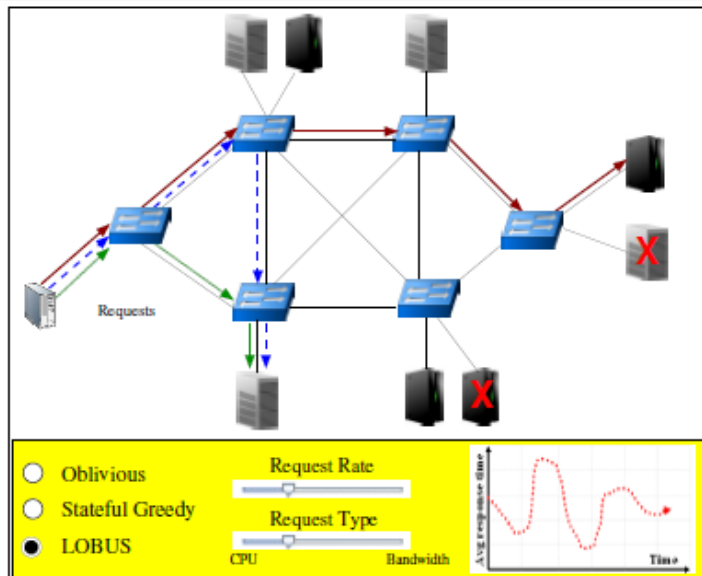 X
Requests
X
Oblivious
Stateful Greedy
LOBUS
Request Rate
Request Type
CPU
Bandwidth
Avg response time
Time